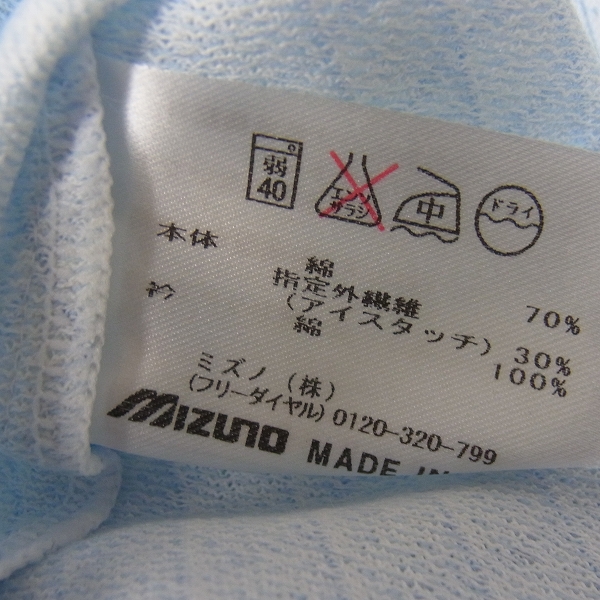 弱
40
エンソ
サラシ
中
ドライ
本体 綿 70%
指定外繊維
(アイスタッチ) 30%
衿 綿 100%
ミズノ(株)
(フリーダイヤル) 0120-320-799
MIZUNO MADE IN